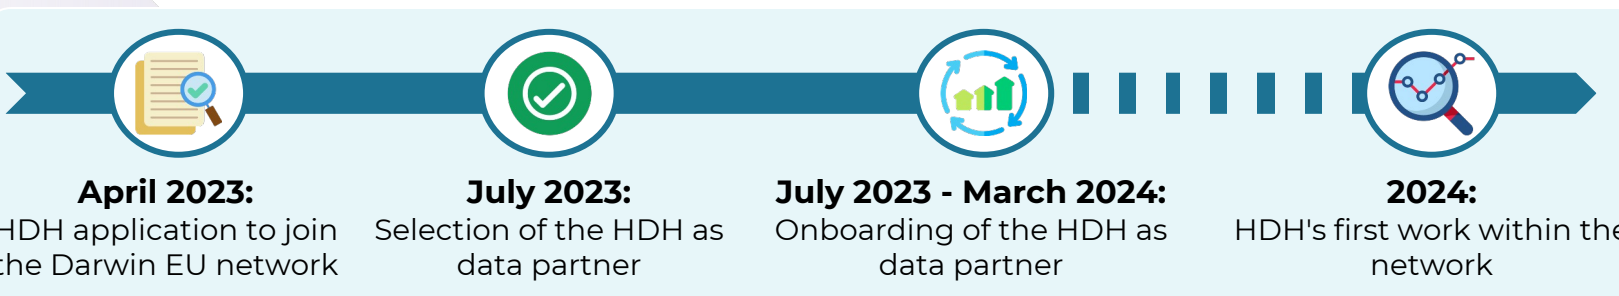 April 2023:
HDH application to join
the Darwin EU network
July 2023:
Selection of the HDH as
data partner
July 2023 - March 2024:
Onboarding of the HDH as
data partner
2024:
HDH's first work within the
network